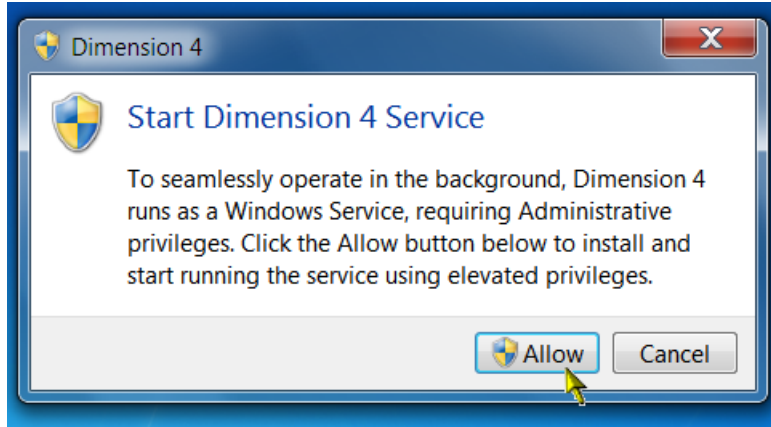 Dimension 4
Start Dimension 4 Service
To seamlessly operate in the background, Dimension 4
runs as a Windows Service, requiring Administrative
privileges. Click the Allow button below to install and
start running the service using elevated privileges.
Allow Cancel